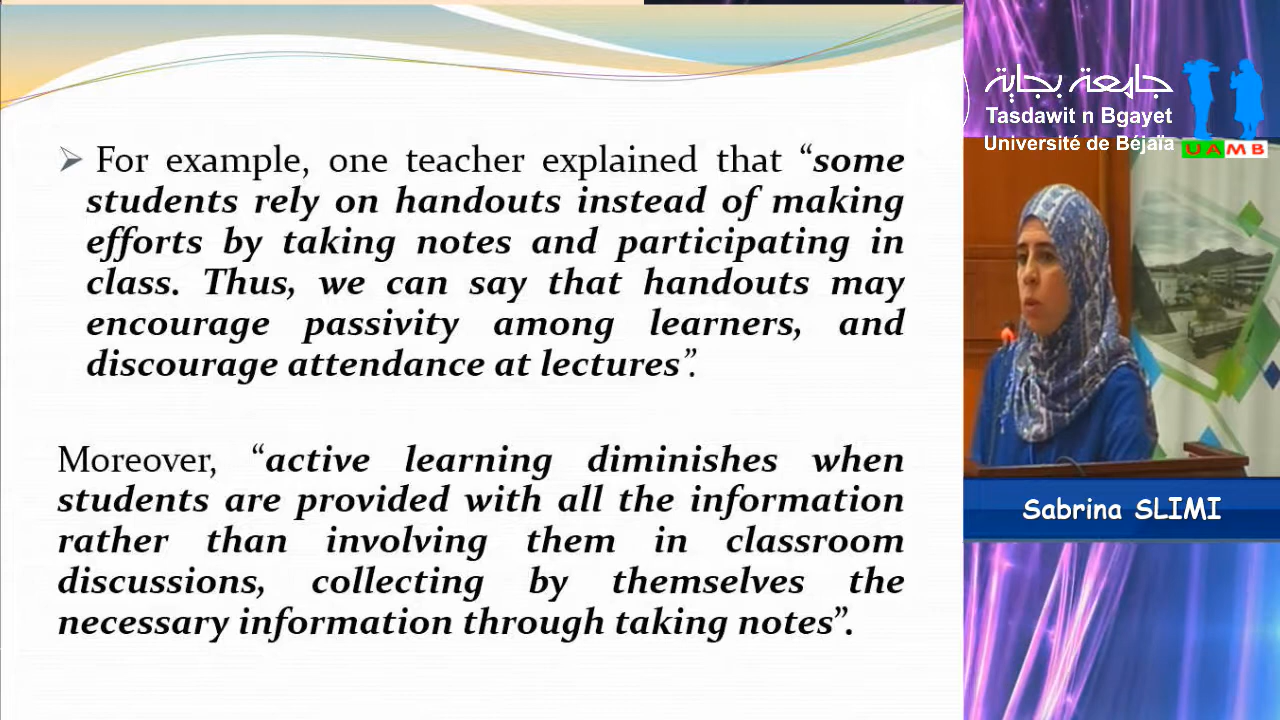 For example, one teacher explained that “some
students rely on handouts instead of making
efforts by taking notes and participating in
class. Thus, we can say that handouts may
encourage passivity among learners, and
discourage attendance at lectures”.
Moreover, “active learning diminishes when
students are provided with all the information
rather than involving them in classroom
discussions, collecting by themselves the
necessary information through taking notes”.
جامعة بجاية
Tasdawit n Bgayet
Université de Béjaïa
UAMB
Sabrina SLIMI